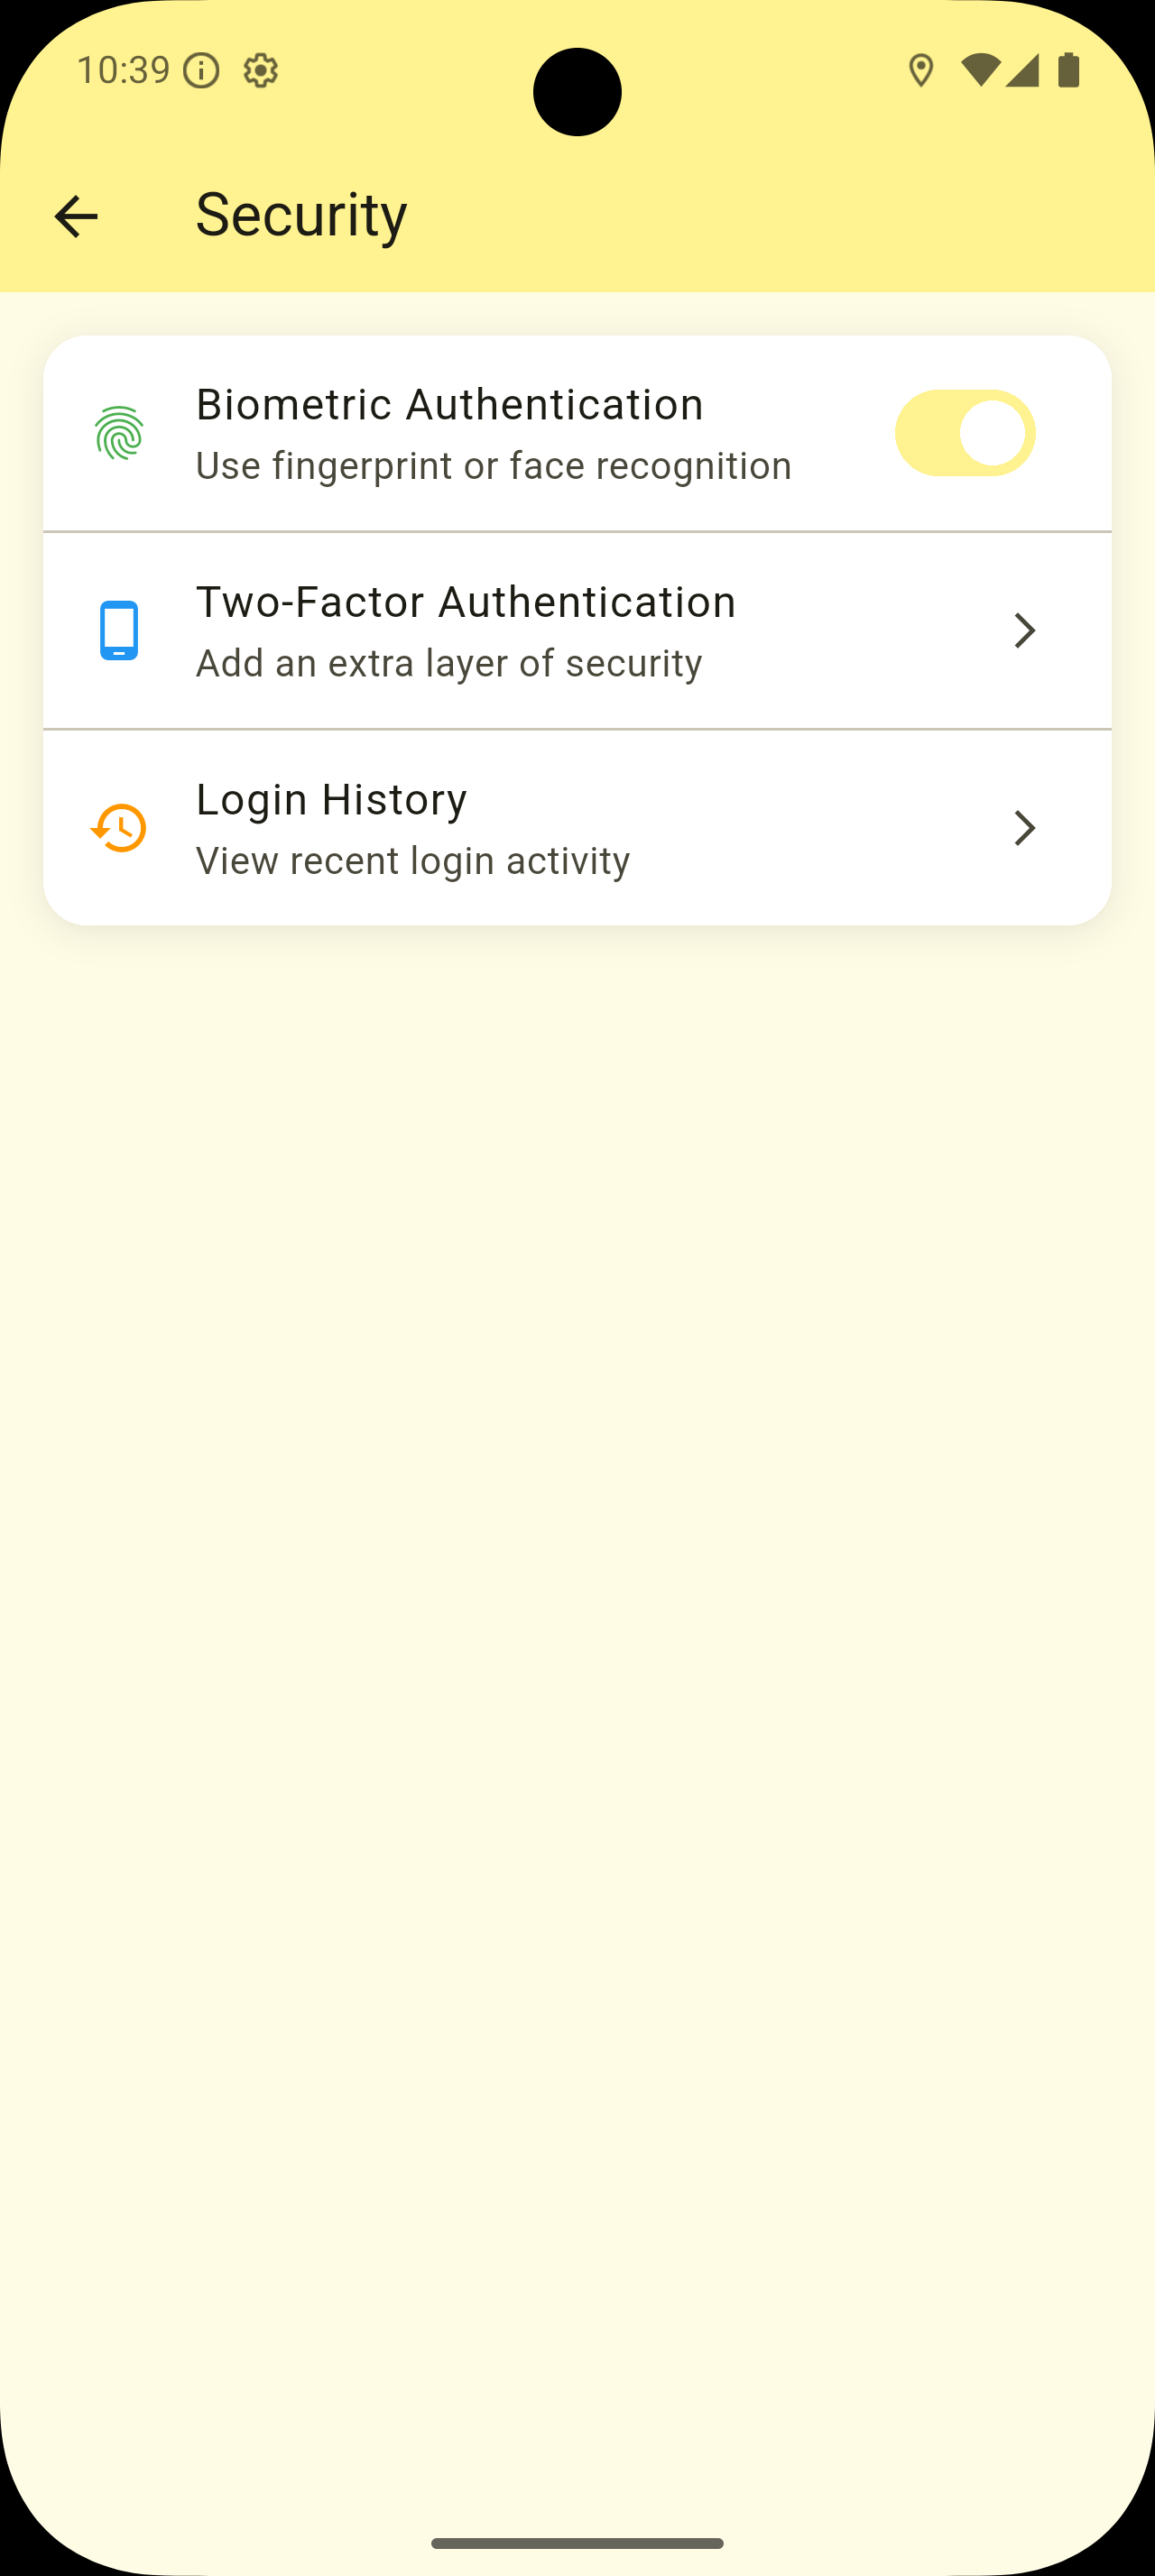 10:39
Security
Biometric Authentication
Use fingerprint or face recognition
Two-Factor Authentication
Add an extra layer of security
Login History
View recent login activity